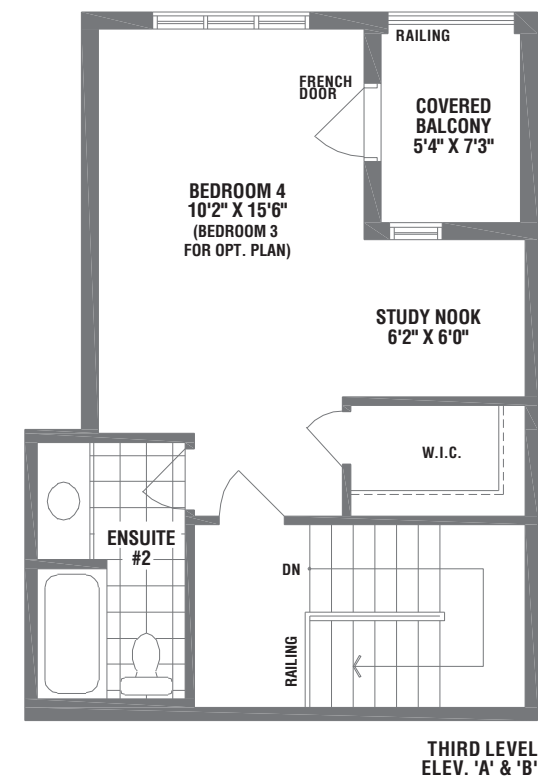 RAILING
FRENCH
DOOR
COVERED
BALCONY
5'4" X 7'3"
BEDROOM 4
10'2" X 15'6"
(BEDROOM 3
FOR OPT. PLAN)
STUDY NOOK
6'2" X 6'0"
W.I.C.
ENSUITE
#2
DN
RAILING
THIRD LEVEL
ELEV. 'A' & 'B'